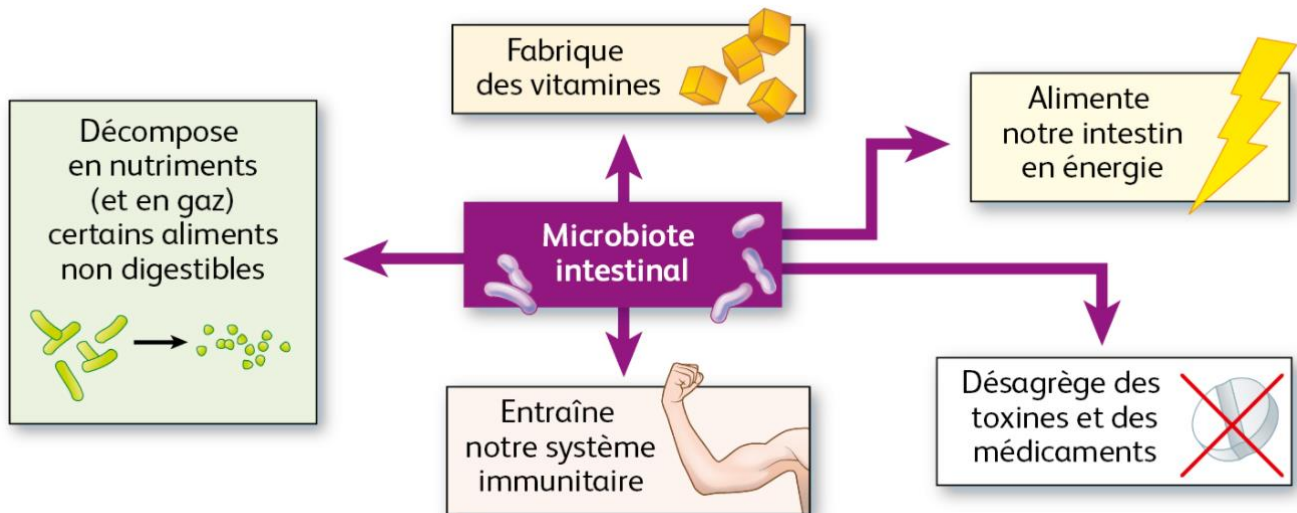 Fabrique
des vitamines
Alimente
notre intestin
en énergie
Décompose
en nutriments
(et en gaz)
certains aliments
non digestibles
Microbiote
intestinal
Entraîne
notre système
immunitaire
Désagrège des
toxines et des
médicaments